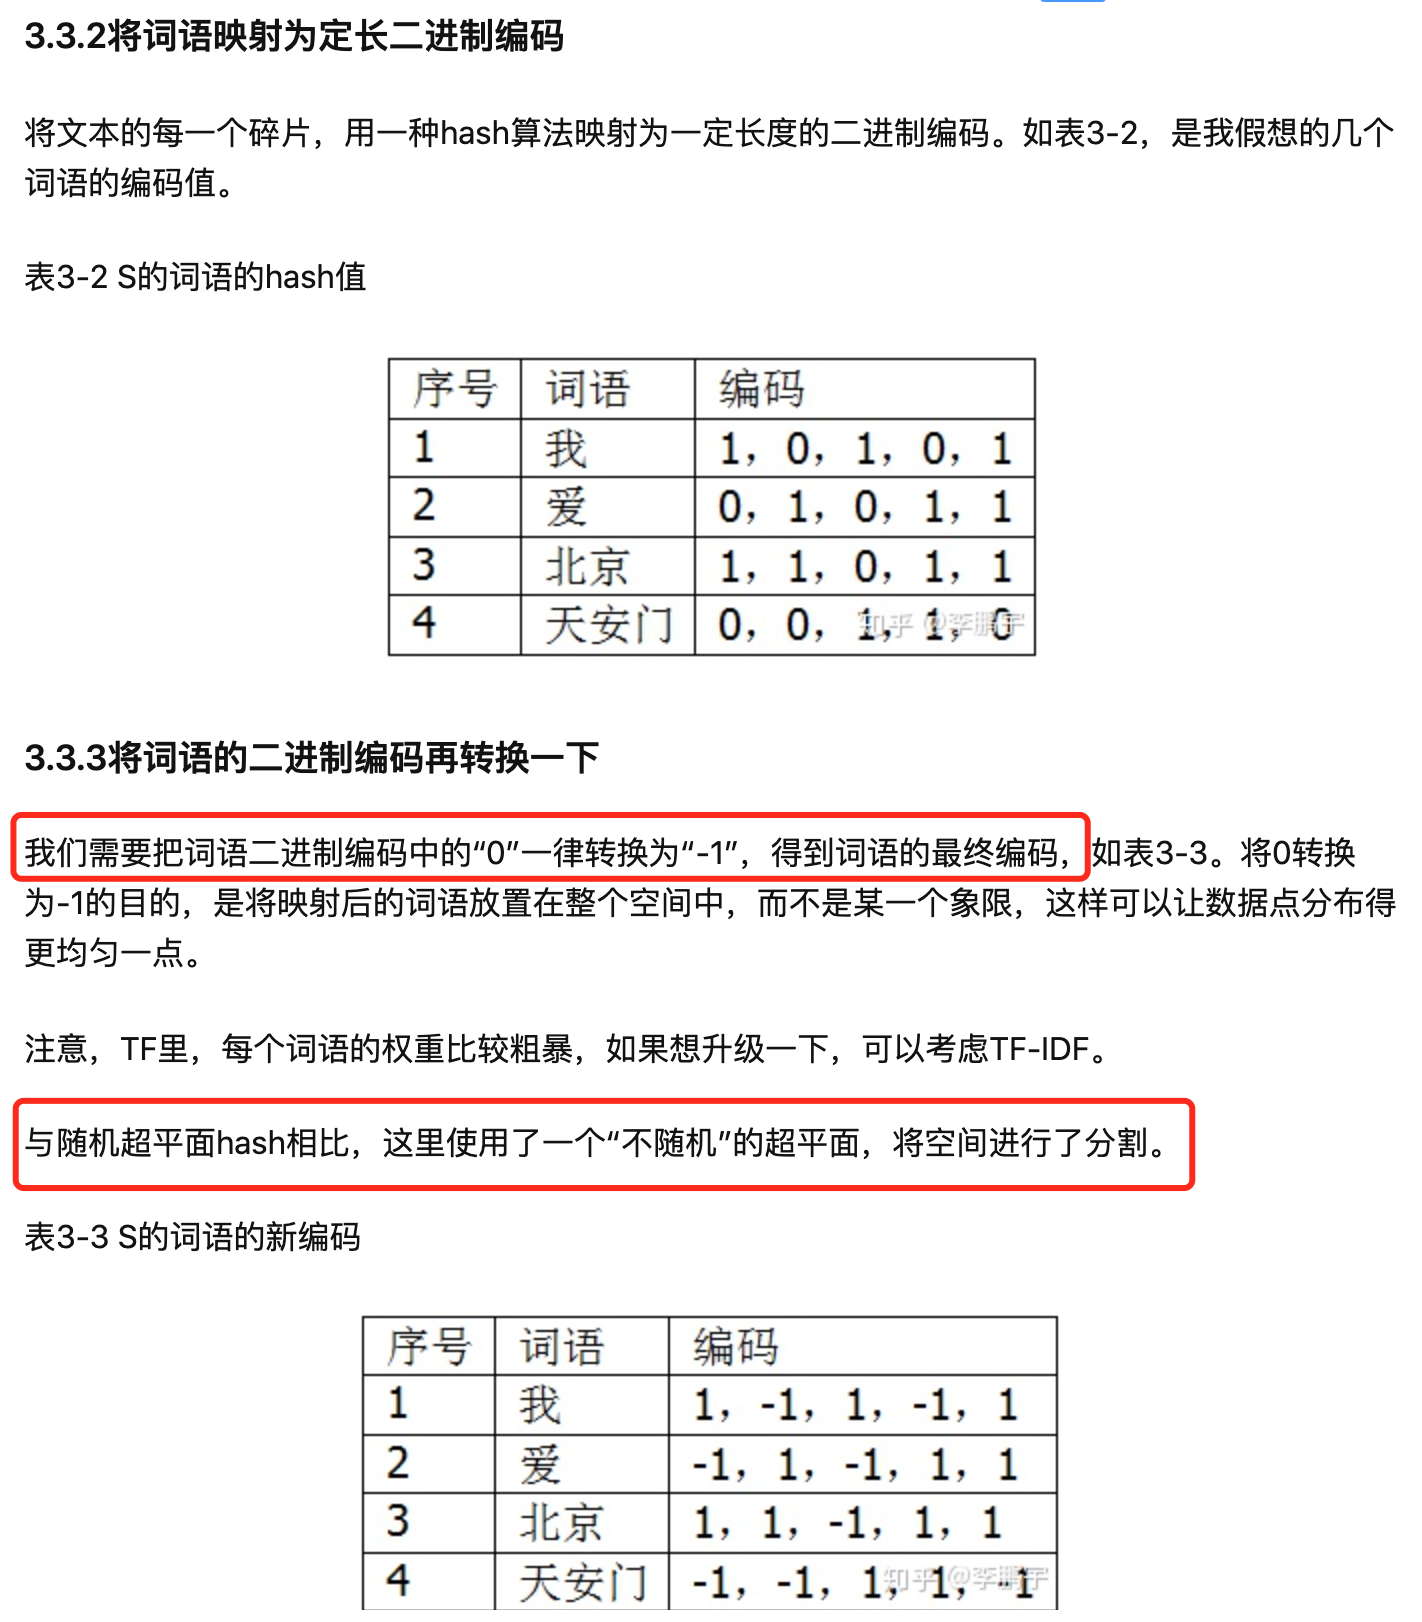 3.3.2将词语映射为定长二进制编码
将文本的每一个碎片，用一种hash算法映射为一定长度的二进制编码。如表3-2，是我假想的几个
词语的编码值。
表3-2 S的词语的hash值
序号 词语 编码
1 我 1，0，1，0，1
2 爱 0，1，0，1，1
3 北京 1，1，0，1，1
4 天安门 0，0，1，1，0
知乎 @李鹏宇
3.3.3将词语的二进制编码再转换一下
我们需要把词语二进制编码中的“0”一律转换为“-1”，得到词语的最终编码，如表3-3。将0转换
为-1的目的，是将映射后的词语放置在整个空间中，而不是某一个象限，这样可以让数据点分布得
更均匀一点。
注意，TF里，每个词语的权重比较粗暴，如果想升级一下，可以考虑TF-IDF。
与随机超平面hash相比，这里使用了一个“不随机”的超平面，将空间进行了分割。
表3-3 S的词语的新编码
序号 词语 编码
1 我 1，-1，1，-1，1
2 爱 -1，1，-1，1，1
3 北京 1，1，-1，1，1
4 天安门 -1，-1，1，1，-1
知乎 @李鹏宇